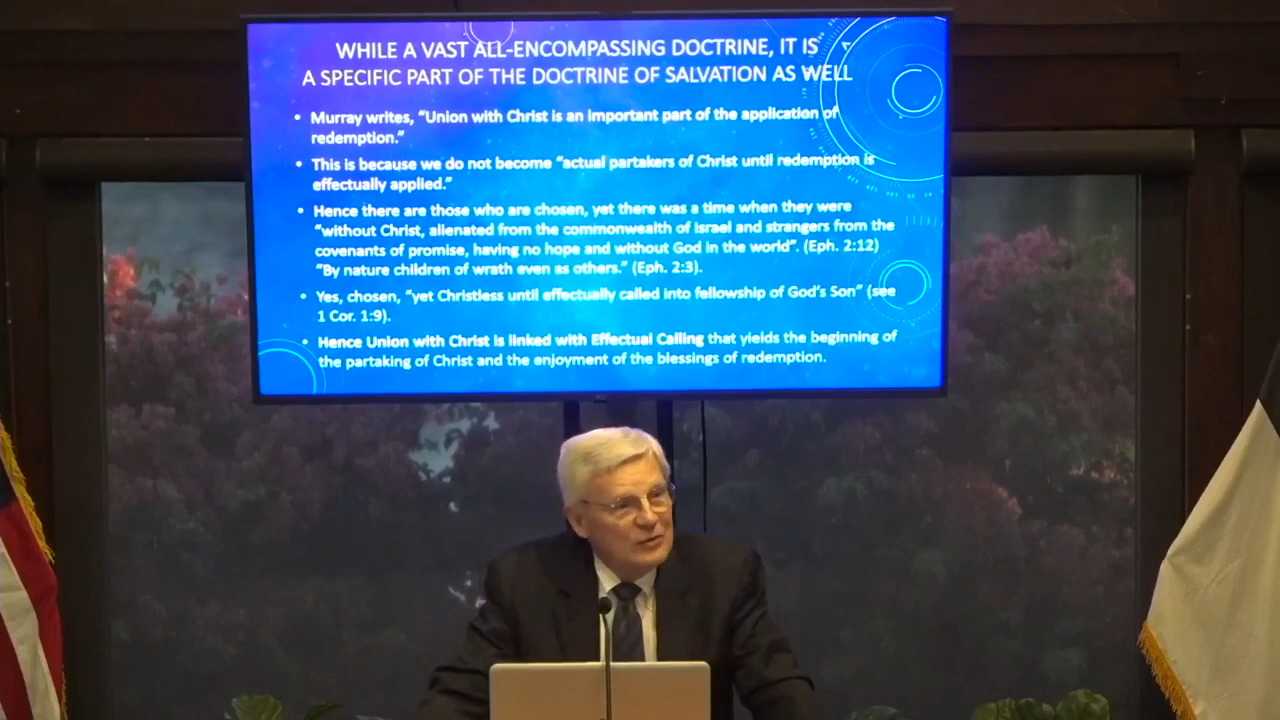 WHILE A VAST ALL-ENCOMPASSING DOCTRINE, IT IS
A SPECIFIC PART OF THE DOCTRINE OF SALVATION AS WELL
• Murray writes, “Union with Christ is an important part of the application of
redemption.”
• This is because we do not become “actual partakers of Christ until redemption is
effectually applied.”
• Hence there are those who are chosen, yet there was a time when they were
“without Christ, alienated from the commonwealth of Israel and strangers from the
covenants of promise, having no hope and without God in the world”. (Eph. 2:12)
“By nature children of wrath even as others.” (Eph. 2:3).
• Yes, chosen, “yet Christless until effectually called into fellowship of God’s Son” (see
1 Cor. 1:9).
• Hence Union with Christ is linked with Effectual Calling that yields the beginning of
the partaking of Christ and the enjoyment of the blessings of redemption.